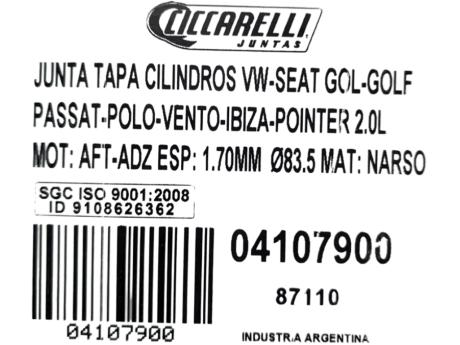 CICCARELLI
JUNTAS
JUNTA TAPA CILINDROS VW-SEAT GOL-GOLF
PASSAT-POLO-VENTO-IBIZA-POINTER 2.0L
MOT: AFT-ADZ ESP: 1.70MM Ø83.5 MAT: NARSO
SGC ISO 9001:2008
ID 9108626362
04107900
87110
04107900
INDUSTRIA ARGENTINA